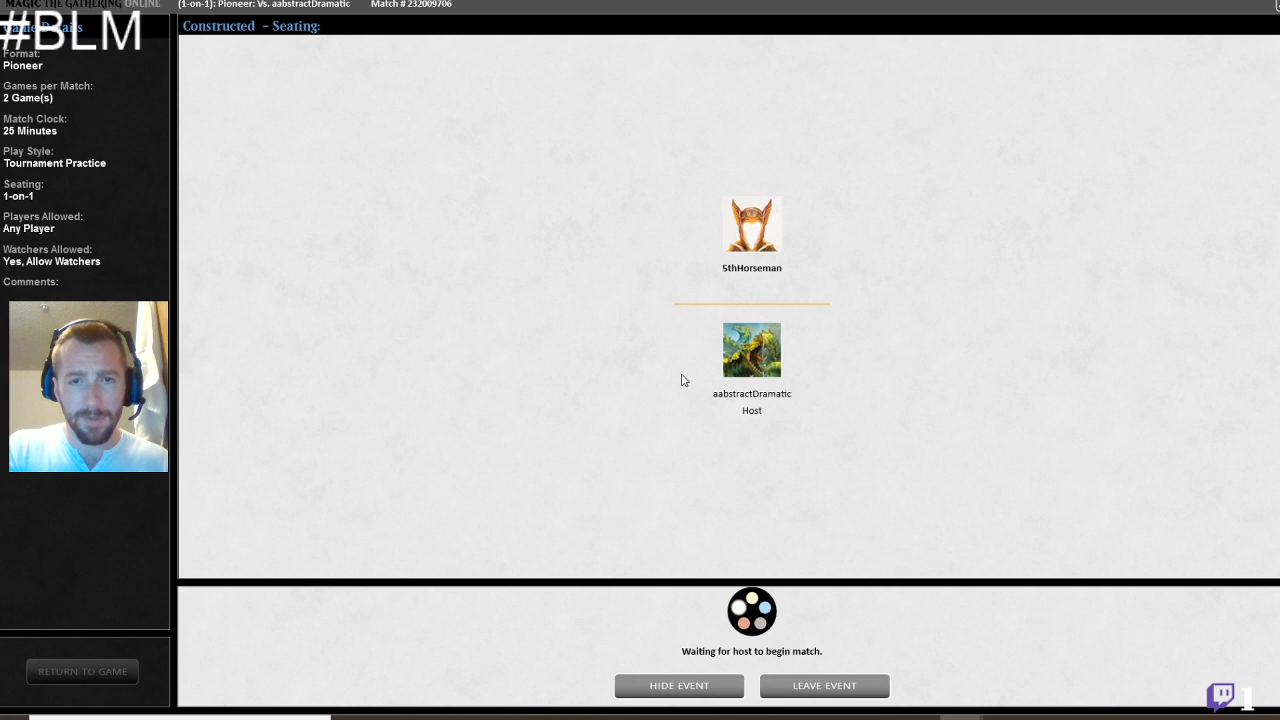 MAGIC THE GATHERING ONLINE
(1-on-1): Pioneer: Vs. aabstractDramatic Match # 232009706
#BLM
Constructed - Seating:
Format:
Pioneer
Games per Match:
2 Game(s)
Match Clock:
25 Minutes
Play Style:
Tournament Practice
Seating:
1-on-1
Players Allowed:
Any Player
Watchers Allowed:
Yes, Allow Watchers
Comments:
5thHorseman
aabstractDramatic
Host
Waiting for host to begin match.
RETURN TO GAME
HIDE EVENT
LEAVE EVENT
1